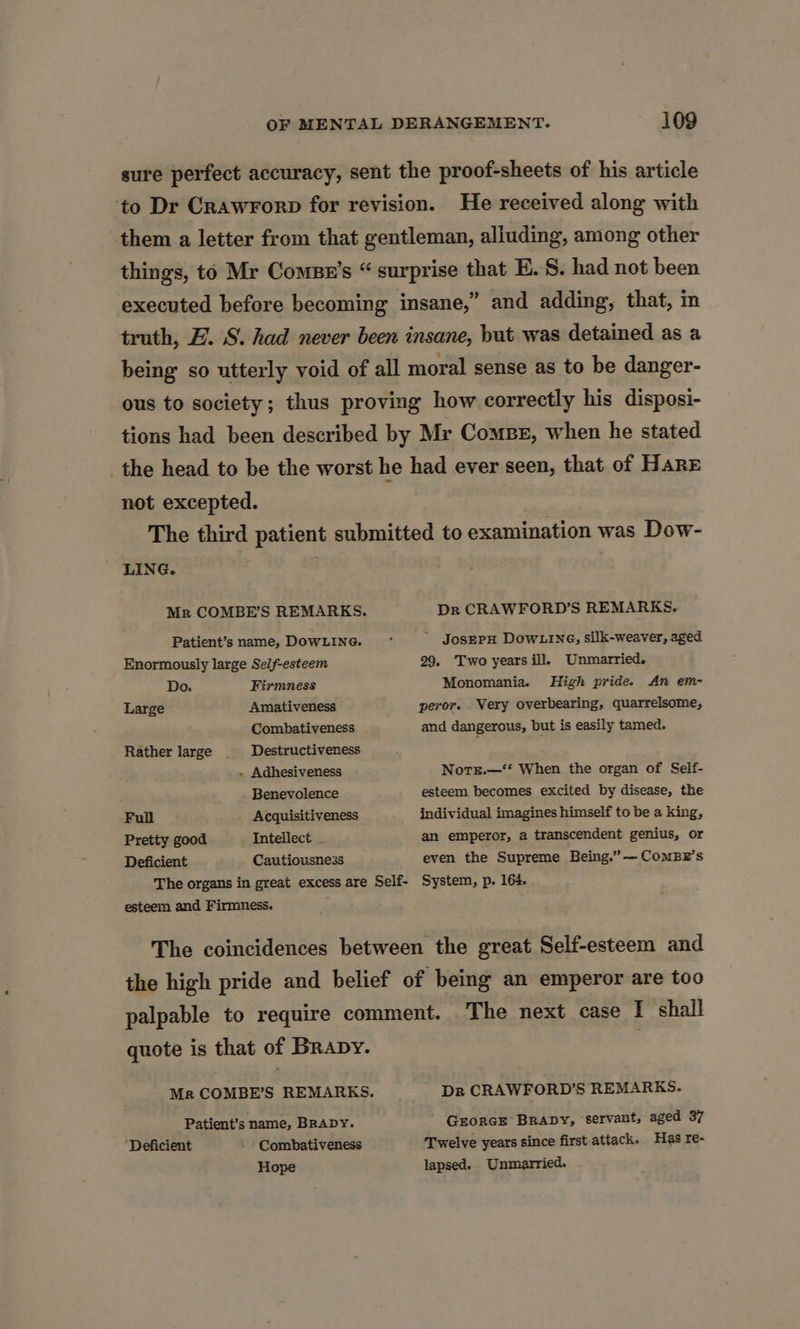 OF MENTAL DERANGEMENT. 109
sure perfect accuracy, sent the proof-sheets of his article
to Dr CRAWFORD for revision. He received along with
them a letter from that gentleman, alluding, among other
things, to Mr COMBE's “ surprise that E. S. had not been
executed before becoming insane,” and adding, that, in
truth, E. S. had never been insane, but was detained as a
being so utterly void of all moral sense as to be danger-
ous to society; thus proving how correctly his disposi-
tions had been described by Mr COMBE, when he stated
the head to be the worst he had ever seen, that of HARE
not excepted.
The third patient submitted to examination was DOW-
LING.
MR COMBE'S REMARKS.
Patient's name, DOWLING.
Enormously large Self-esteem
Do. Firmness
Large Amativeness
Combativeness
Rather large Destructiveness
Adhesiveness
Benevolence
Full Acquisitiveness
Pretty good Intellect
Deficient Cautiousness
The organs in great excess are Self-
esteem and Firmness.
DR CRAWFORD'S REMARKS.
JOSEPH DOWLING, silk-weaver, aged
29. Two years ill. Unmarried.
Monomania. High pride. An em-
peror. Very overbearing, quarrelsome,
and dangerous, but is easily tamed.
NOTE.—“ When the organ of Self-
esteem becomes excited by disease, the
individual imagines himself to be a king,
an emperor, a transcendent genius, or
even the Supreme Being.”—COMBE'S
System, p. 164.
The coincidences between the great Self-esteem and
the high pride and belief of being an emperor are too
palpable to require comment. The next case I shall
quote is that of BRADY.
MR COMBE'S REMARKS.
Patient's name, BRADY.
Deficient Combativeness
Hope
DR CRAWFORD'S REMARKS.
GEORGE BRADY, servant, aged 37
Twelve years since first attack. Has re-
lapsed. Unmarried.